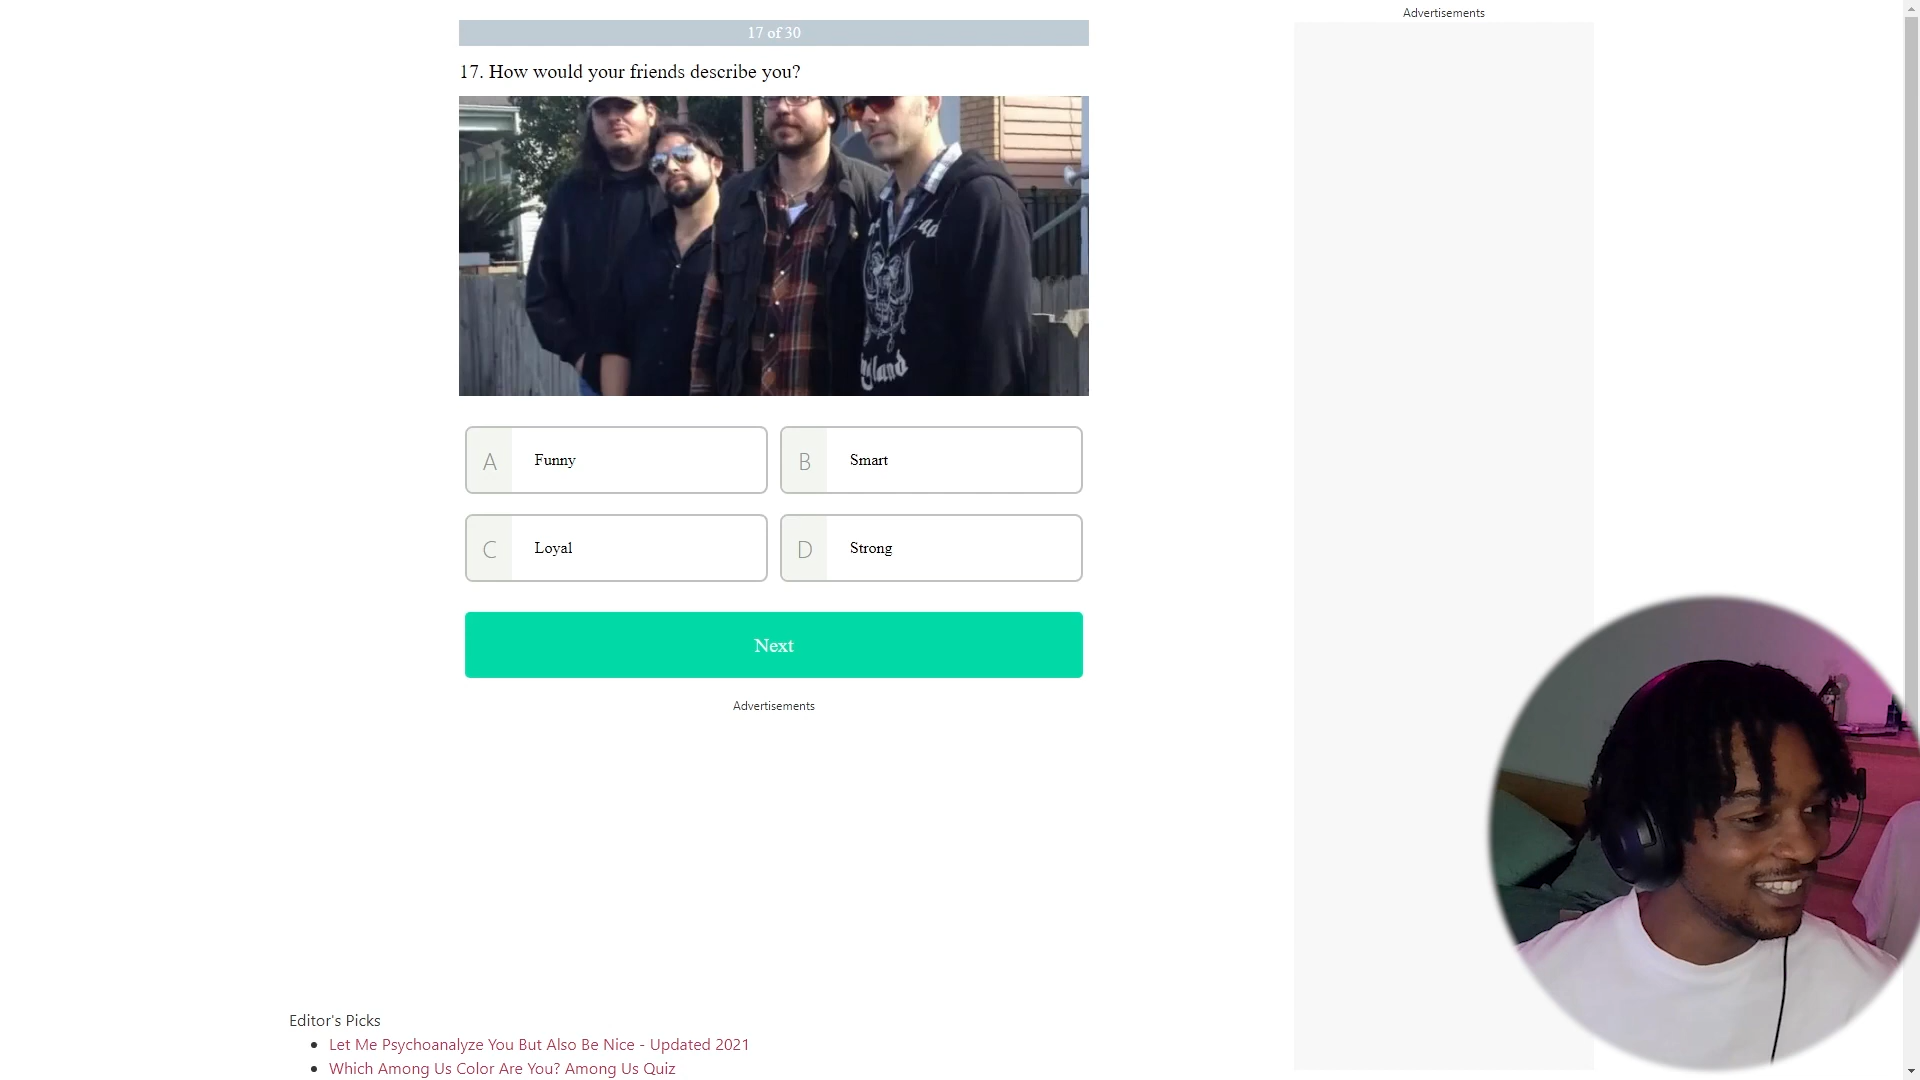 Advertisements
17 of 30
17. How would your friends describe you?
A Funny
B Smart
C Loyal
D Strong
Next
Advertisements
Editor's Picks
Let Me Psychoanalyze You But Also Be Nice - Updated 2021
Which Among Us Color Are You? Among Us Quiz